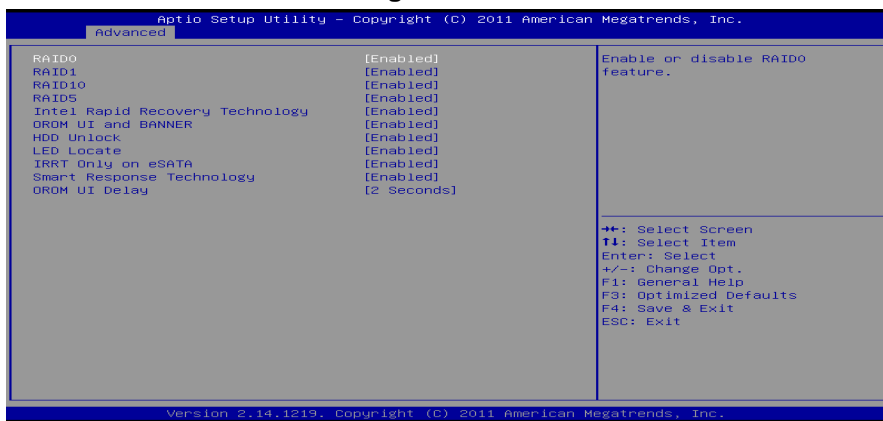 Aptio Setup Utility - Copyright (C) 2011 American Megatrends, Inc.
Advanced
RAID0 [Enabled]
RAID1 [Enabled]
RAID10 [Enabled]
RAID5 [Enabled]
Intel Rapid Recovery Technology [Enabled]
OROM UI and BANNER [Enabled]
HDD Unlock [Enabled]
LED Locate [Enabled]
IRRT Only on eSATA [Enabled]
Smart Response Technology [Enabled]
OROM UI Delay [2 Seconds]
Enable or disable RAID0
feature.
→←: Select Screen
↑↓: Select Item
Enter: Select
+/-: Change Opt.
F1: General Help
F3: Optimized Defaults
F4: Save & Exit
ESC: Exit
Version 2.14.1219. Copyright (C) 2011 American Megatrends, Inc.